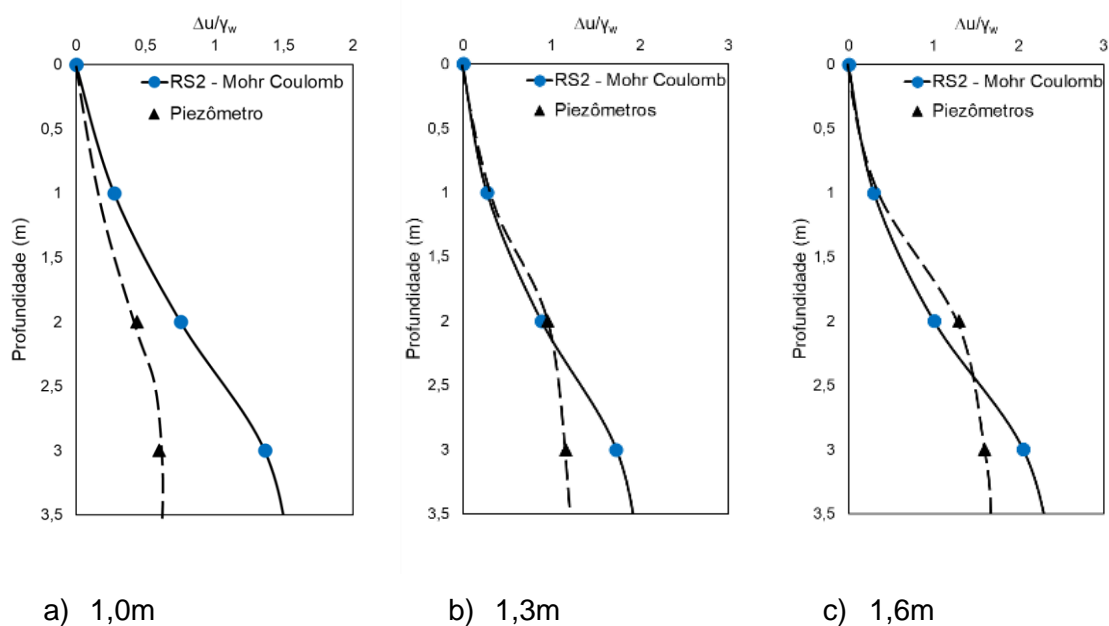 Δu/γw
0 0,5 1 1,5 2
0
0,5
1
1,5
2
2,5
3
3,5
Profundidade (m)
RS2 - Mohr Coulomb
Piezômetro
a) 1,0m
Δu/γw
0 1 2 3
0
0,5
1
1,5
2
2,5
3
3,5
Profundidade (m)
RS2 - Mohr Coulomb
Piezômetros
b) 1,3m
Δu/γw
0 1 2 3
0
0,5
1
1,5
2
2,5
3
3,5
Profundidade (m)
RS2 - Mohr Coulomb
Piezômetros
c) 1,6m